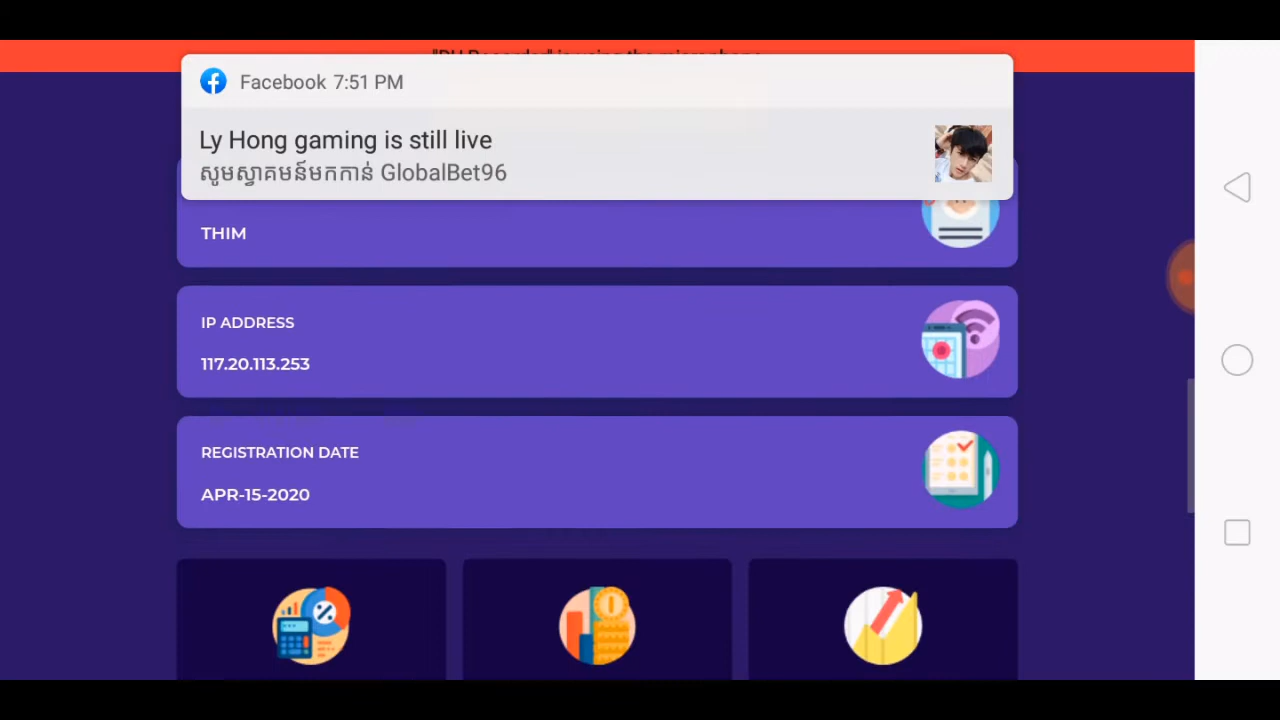 Facebook 7:51 PM
Ly Hong gaming is still live
សូមស្វាគមន៍មកកាន់ GlobalBet96
THIM
IP ADDRESS
117.20.113.253
REGISTRATION DATE
APR-15-2020